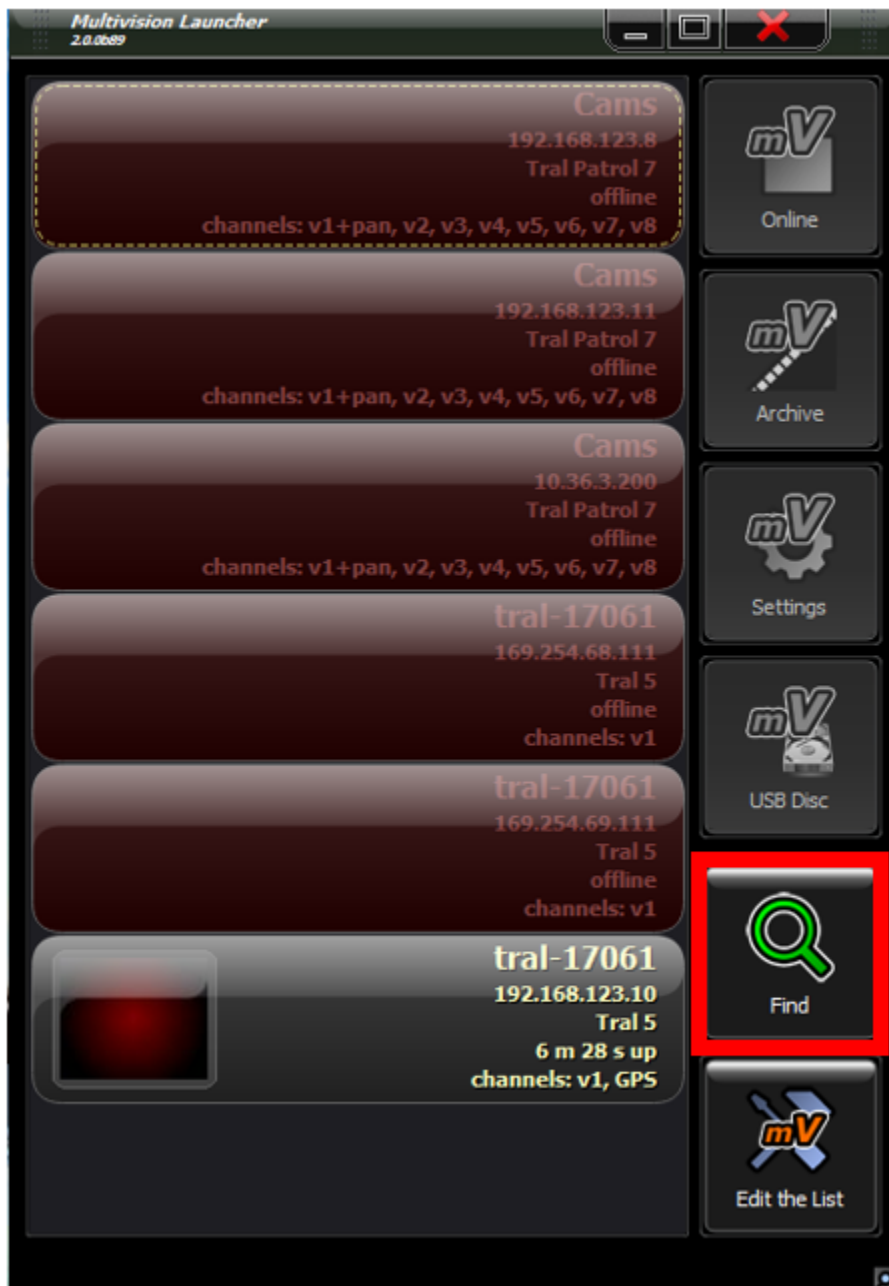 Multivision Launcher
2.0.0b89
Cams
192.168.123.8
Tral Patrol 7
offline
channels: v1+pan, v2, v3, v4, v5, v6, v7, v8
Cams
192.168.123.11
Tral Patrol 7
offline
channels: v1+pan, v2, v3, v4, v5, v6, v7, v8
Cams
10.36.3.200
Tral Patrol 7
offline
channels: v1+pan, v2, v3, v4, v5, v6, v7, v8
tral-17061
169.254.68.111
Tral 5
offline
channels: v1
tral-17061
169.254.69.111
Tral 5
offline
channels: v1
tral-17061
192.168.123.10
Tral 5
6 m 28 s up
channels: v1, GPS
mV
Online
mV
Archive
mV
Settings
mV
USB Disc
Find
mV
Edit the List